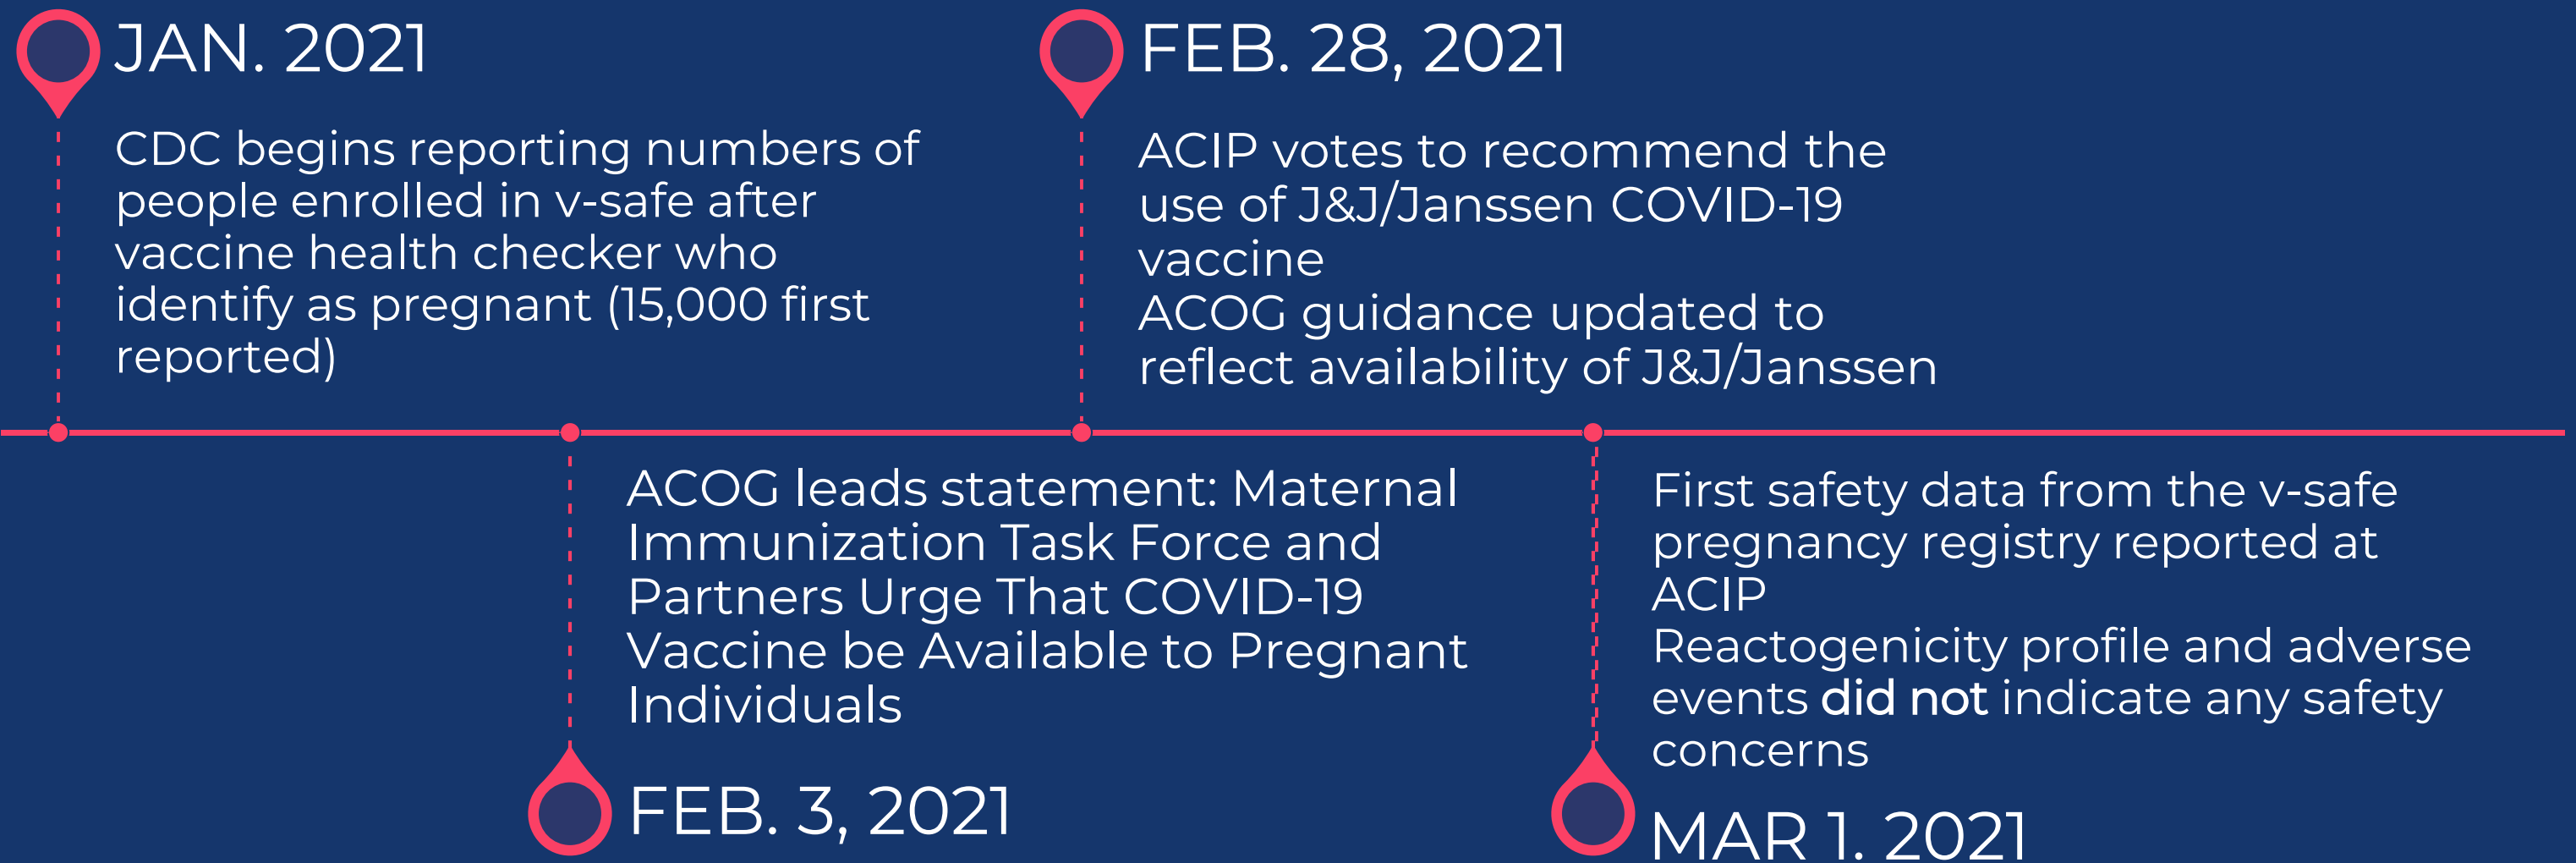 JAN. 2021
CDC begins reporting numbers of
people enrolled in v-safe after
vaccine health checker who
identify as pregnant (15,000 first
reported)
FEB. 28, 2021
ACIP votes to recommend the
use of J&J/Janssen COVID-19
vaccine
ACOG guidance updated to
reflect availability of J&J/Janssen
ACOG leads statement: Maternal
Immunization Task Force and
Partners Urge That COVID-19
Vaccine be Available to Pregnant
Individuals
FEB. 3, 2021
First safety data from the v-safe
pregnancy registry reported at
ACIP
Reactogenicity profile and adverse
events did not indicate any safety
concerns
MAR 1. 2021